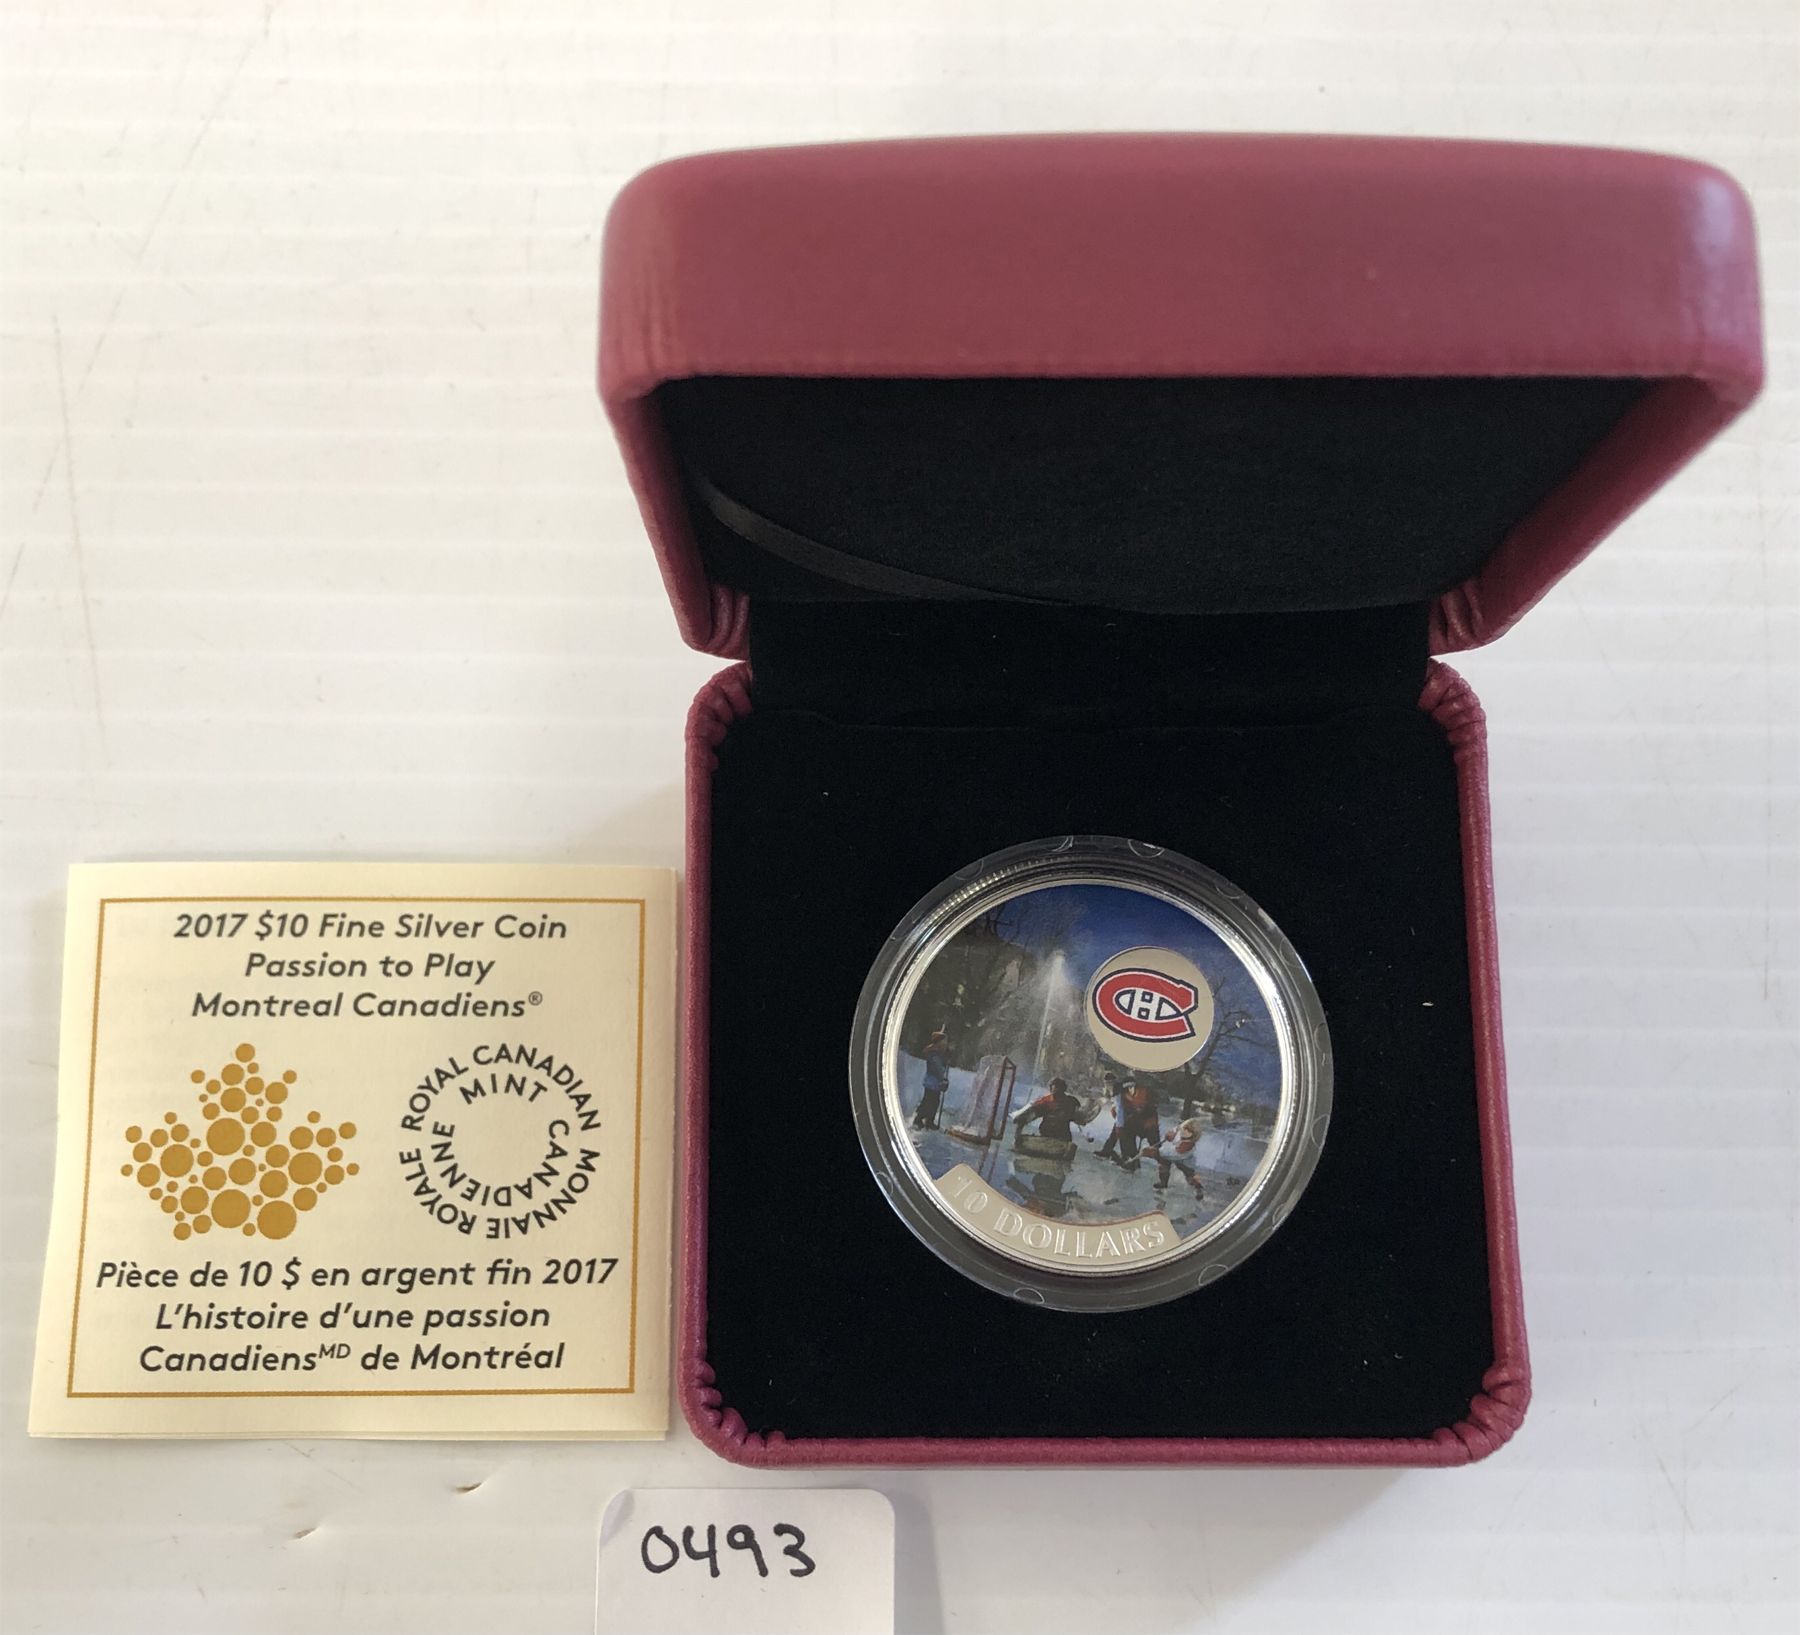 2017 $10 Fine Silver Coin
Passion to Play
Montreal Canadiens®
ROYAL CANADIAN MINT
MONNAIE ROYALE CANADIENNE
Pièce de 10 $ en argent fin 2017
L'histoire d'une passion
Canadiensᴹᴰ de Montréal
CH
10 DOLLARS
0493